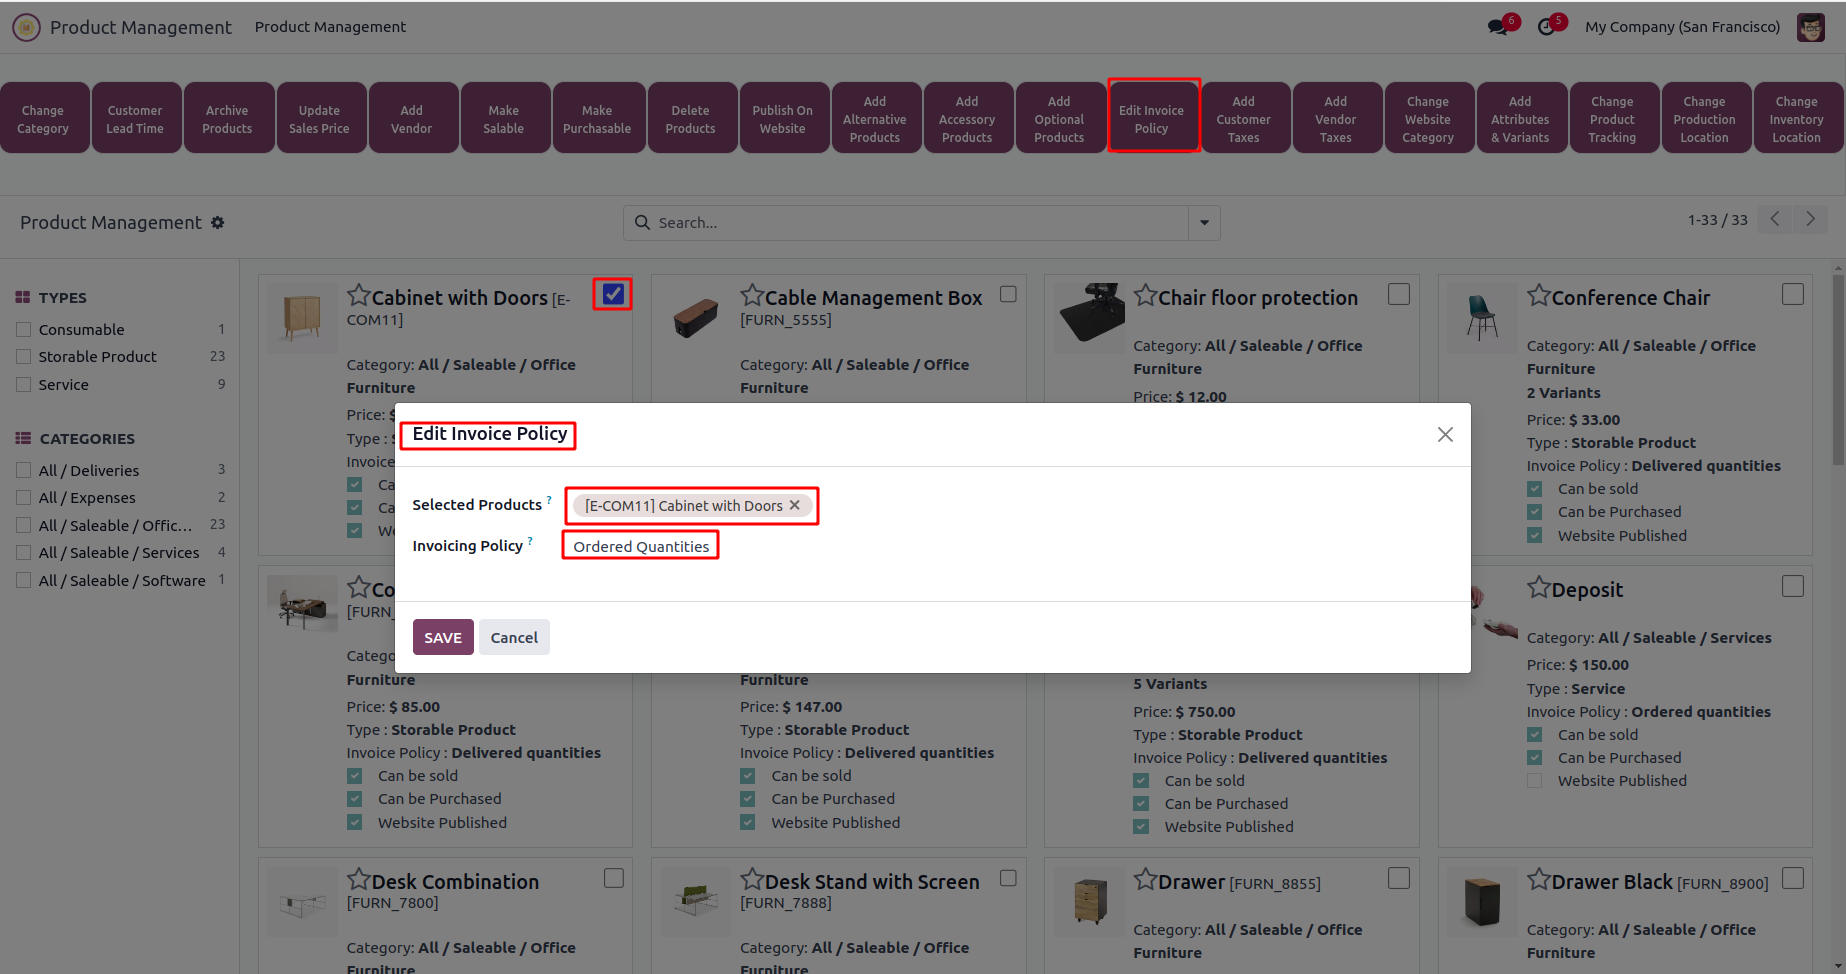 Product Management
Product Management
6
5
My Company (San Francisco)
Change
Category
Customer
Lead Time
Archive
Products
Update
Sales Price
Add
Vendor
Make
Salable
Make
Purchasable
Delete
Products
Publish On
Website
Add
Alternative
Products
Add
Accessory
Products
Add
Optional
Products
Edit Invoice
Policy
Add
Customer
Taxes
Add
Vendor
Taxes
Change
Website
Category
Add
Attributes
& Variants
Change
Product
Tracking
Change
Production
Location
Change
Inventory
Location
Product Management
Search...
1-33 / 33
TYPES
Consumable 1
Storable Product 23
Service 9
CATEGORIES
All / Deliveries 3
All / Expenses 2
All / Saleable / Offic... 23
All / Saleable / Services 4
All / Saleable / Software 1
Cabinet with Doors [E-
COM11]
Category: All / Saleable / Office
Furniture
Price: $
Type :
Invoice
Ca
Ca
Cable Management Box
[FURN_5555]
Category: All / Saleable / Office
Furniture
Chair floor protection
Category: All / Saleable / Office
Furniture
Price: $ 12.00
Conference Chair
Category: All / Saleable / Office
Furniture
2 Variants
Price: $ 33.00
Type : Storable Product
Invoice Policy : Delivered quantities
Can be sold
Can be Purchased
Website Published
Edit Invoice Policy
Selected Products ?
[E-COM11] Cabinet with Doors
Invoicing Policy ?
Ordered Quantities
SAVE
Cancel
Co
[FURN_
Catego
Furniture
Price: $ 85.00
Type : Storable Product
Invoice Policy : Delivered quantities
Can be sold
Can be Purchased
Website Published
Furniture
Price: $ 147.00
Type : Storable Product
Invoice Policy : Delivered quantities
Can be sold
Can be Purchased
Website Published
5 Variants
Price: $ 750.00
Type : Storable Product
Invoice Policy : Delivered quantities
Can be sold
Can be Purchased
Website Published
Deposit
Category: All / Saleable / Services
Price: $ 150.00
Type : Service
Invoice Policy : Ordered quantities
Can be sold
Can be Purchased
Website Published
Desk Combination
[FURN_7800]
Category: All / Saleable / Office
Furniture
Desk Stand with Screen
[FURN_7888]
Category: All / Saleable / Office
Furniture
Drawer [FURN_8855]
Category: All / Saleable / Office
Furniture
Drawer Black [FURN_8900]
Category: All / Saleable / Office
Furniture